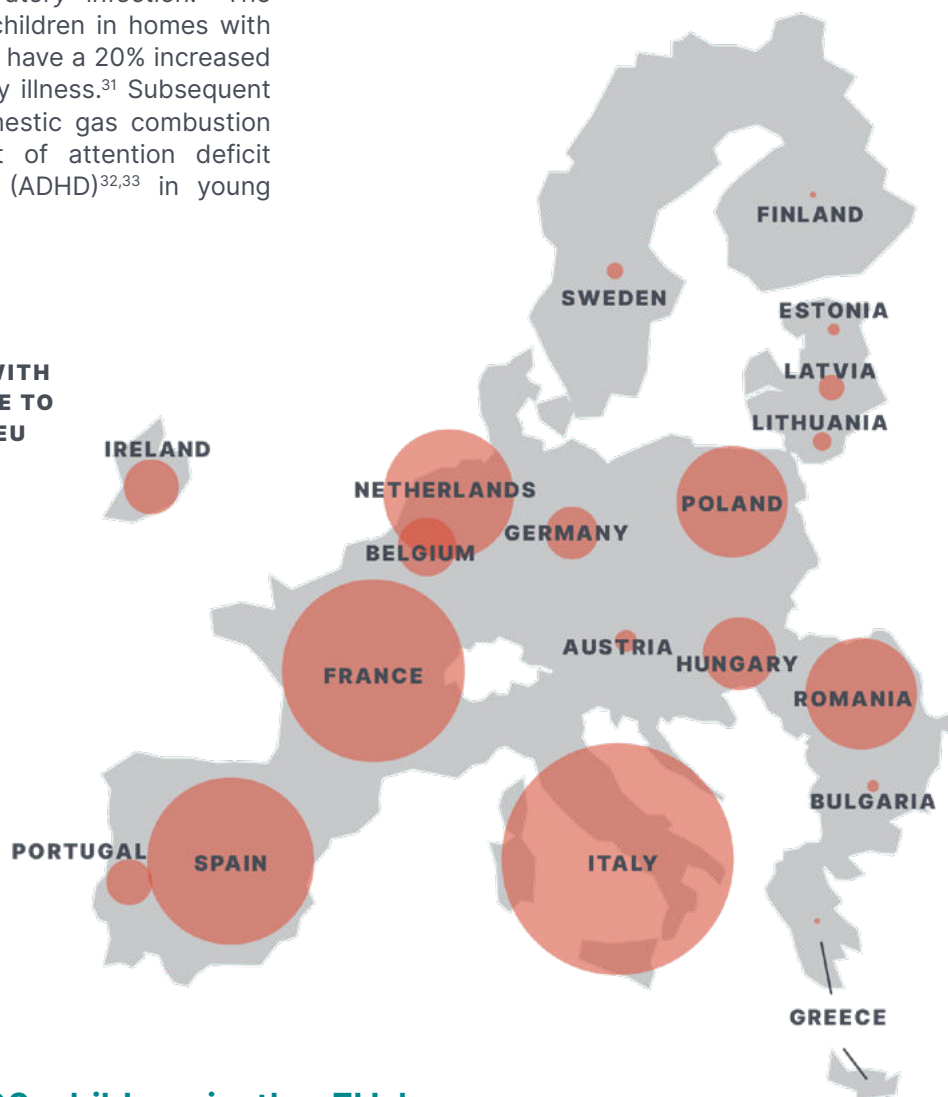 children in homes with
have a 20% increased
y illness.³¹ Subsequent
nestic gas combustion
of attention deficit
(ADHD)³²,³³ in young
FINLAND
SWEDEN
ESTONIA
WITH
LATVIA
E TO
LITHUANIA
EU
IRELAND
NETHERLANDS
POLAND
GERMANY
BELGIUM
AUSTRIA
HUNGARY
FRANCE
ROMANIA
BULGARIA
PORTUGAL
SPAIN
ITALY
GREECE